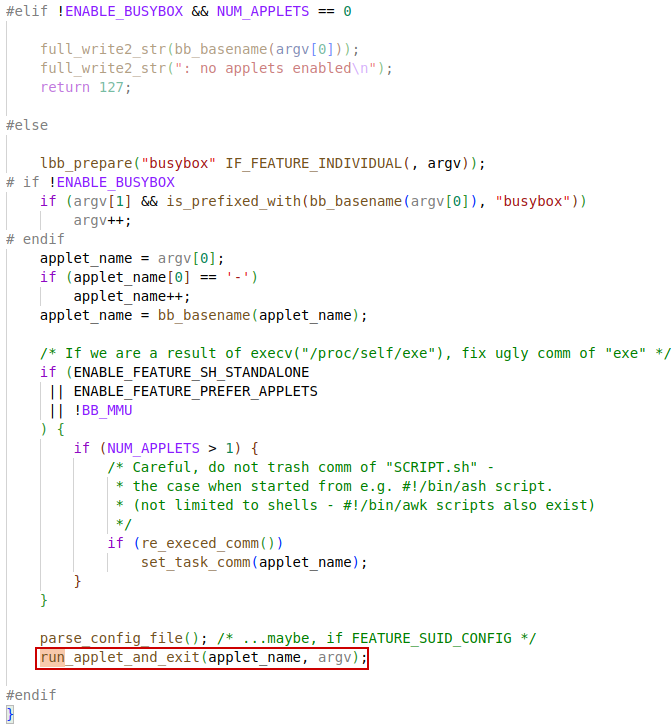 #elif !ENABLE_BUSYBOX && NUM_APPLETS == 0
full_write2_str(bb_basename(argv[0]));
full_write2_str(": no applets enabled\n");
return 127;
#else
lbb_prepare("busybox" IF_FEATURE_INDIVIDUAL(, argv));
# if !ENABLE_BUSYBOX
if (argv[1] && is_prefixed_with(bb_basename(argv[0]), "busybox"))
argv++;
# endif
applet_name = argv[0];
if (applet_name[0] == '-')
applet_name++;
applet_name = bb_basename(applet_name);
/* If we are a result of execv("/proc/self/exe"), fix ugly comm of "exe" */
if (ENABLE_FEATURE_SH_STANDALONE
|| ENABLE_FEATURE_PREFER_APPLETS
|| !BB_MMU
) {
if (NUM_APPLETS > 1) {
/* Careful, do not trash comm of "SCRIPT.sh" -
* the case when started from e.g. #!/bin/ash script.
* (not limited to shells - #!/bin/awk scripts also exist)
*/
if (re_execed_comm())
set_task_comm(applet_name);
}
}
parse_config_file(); /* ...maybe, if FEATURE_SUID_CONFIG */
run_applet_and_exit(applet_name, argv);
#endif
}